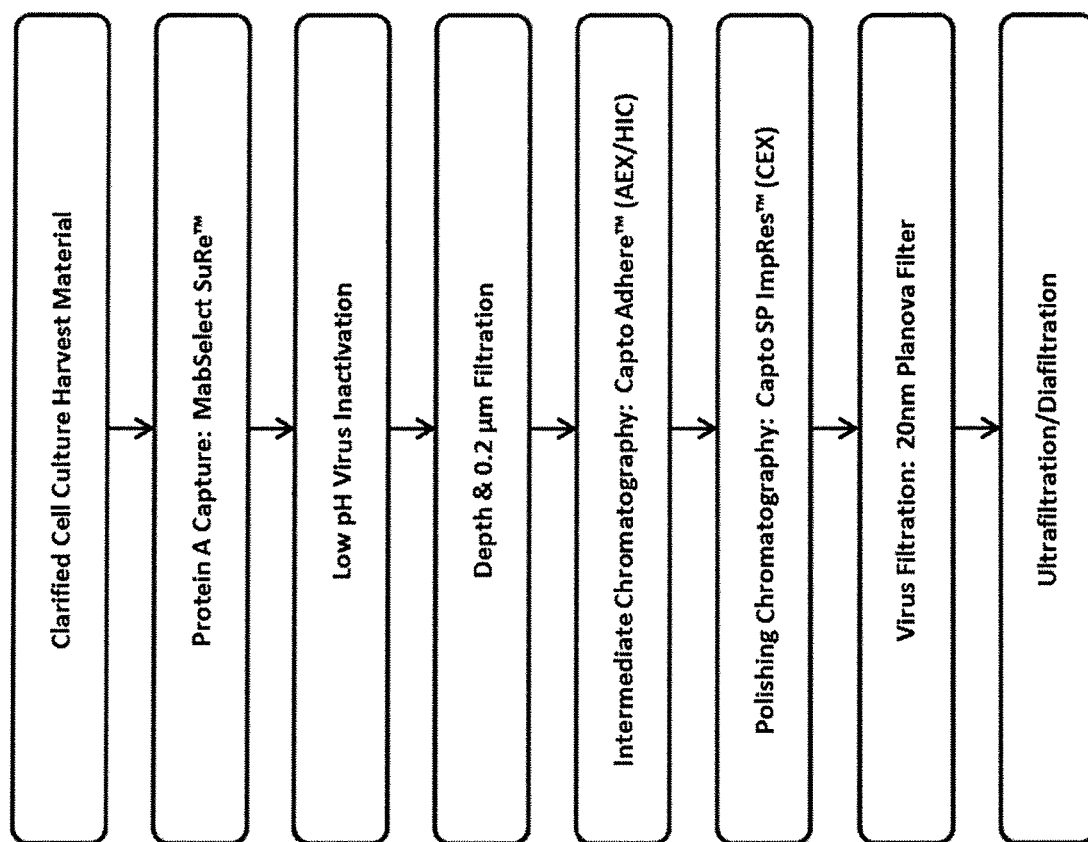 Clarified Cell Culture Harvest Material
Protein A Capture: MabSelect SuRe™
Low pH Virus Inactivation
Depth & 0.2 µm Filtration
Intermediate Chromatography: Capto Adhere™ (AEX/HIC)
Polishing Chromatography: Capto SP ImpRes™ (CEX)
Virus Filtration: 20nm Planova Filter
Ultrafiltration/Diafiltration